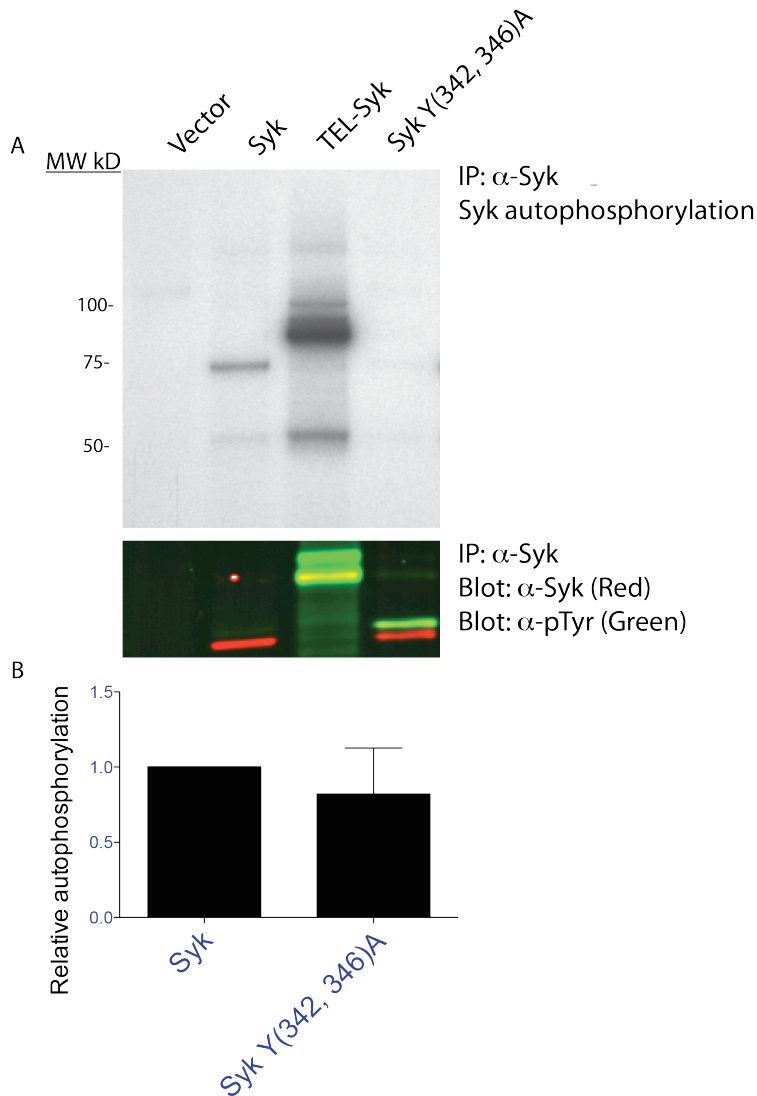 Vector
Syk
TEL-Syk
Syk Y(342, 346)A
A
MW kD
IP: α-Syk
Syk autophosphorylation
100-
75-
50-
IP: α-Syk
Blot: α-Syk (Red)
Blot: α-pTyr (Green)
B
Relative autophosphorylation
1.5
1.0
0.5
0.0
Syk
Syk Y(342, 346)A